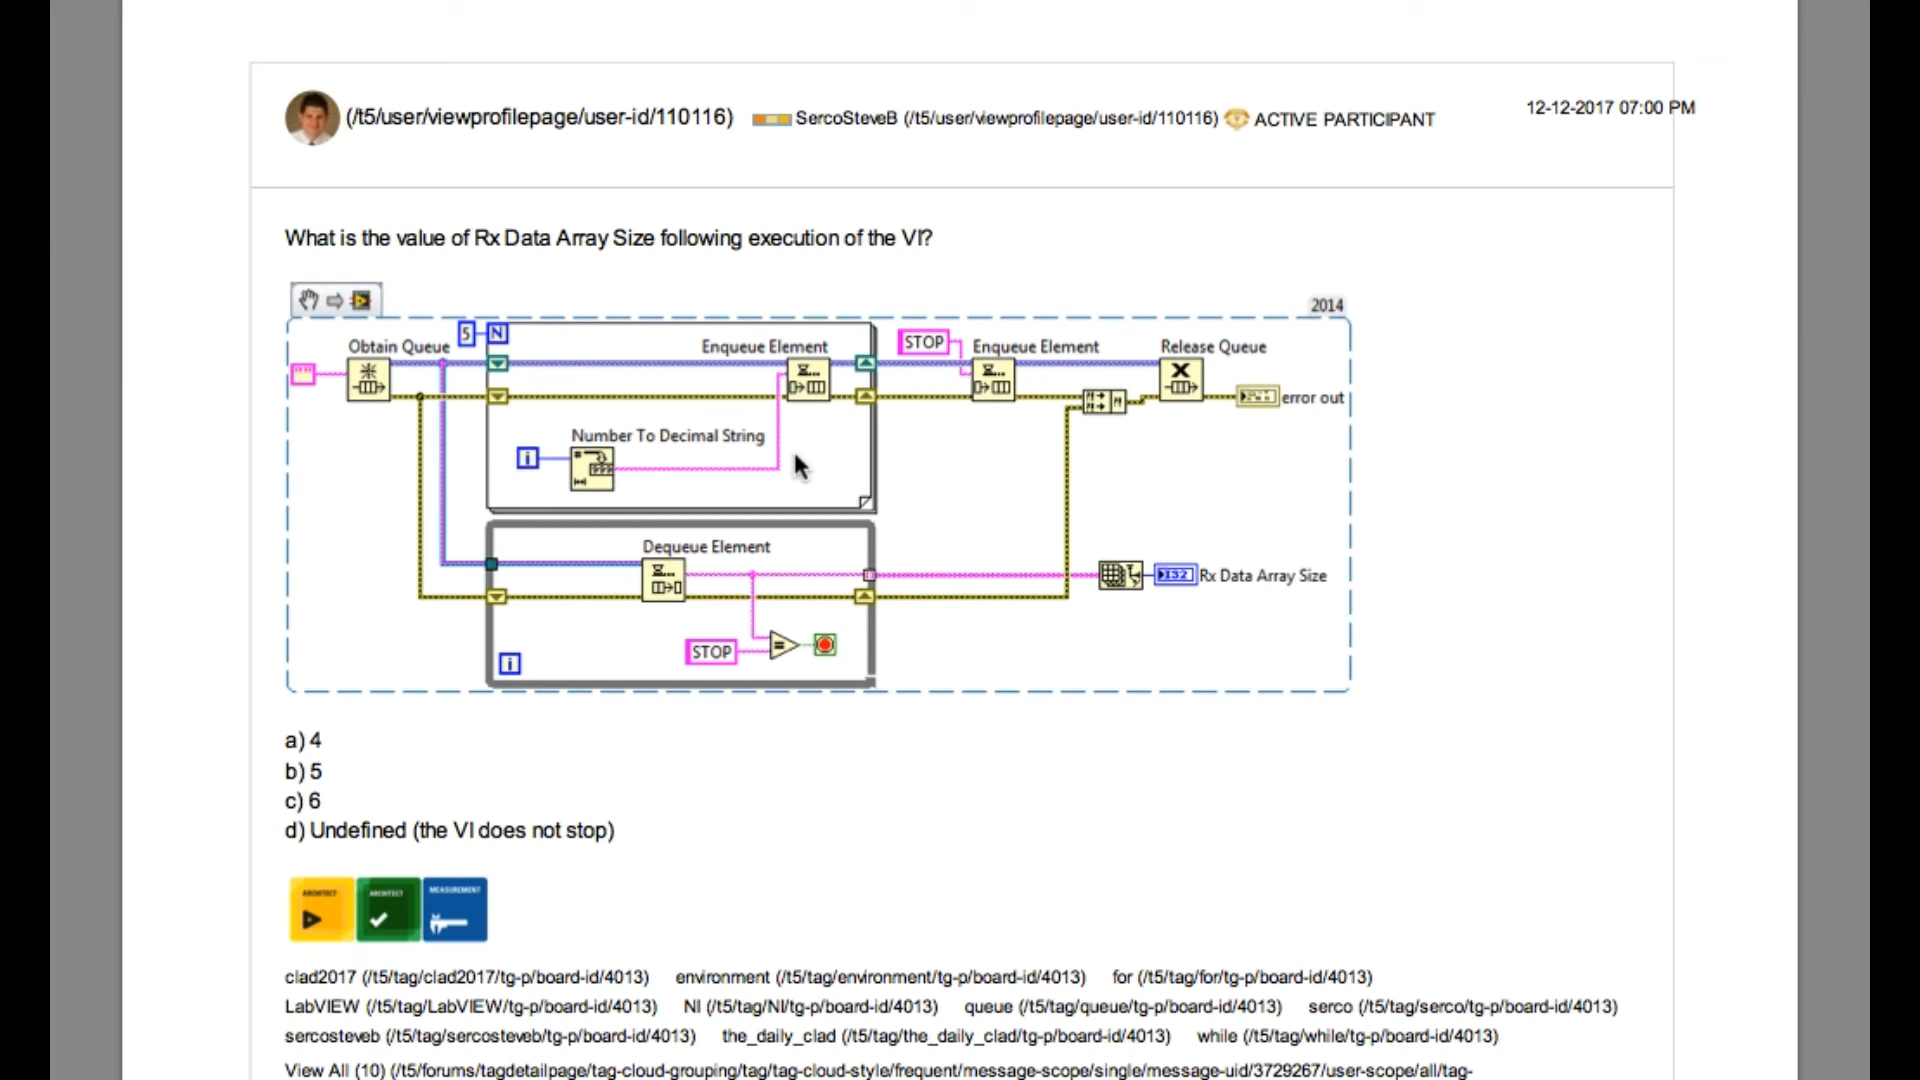 (/t5/user/viewprofilepage/user-id/110116) SercoSteveB (/t5/user/viewprofilepage/user-id/110116) ACTIVE PARTICIPANT 12-12-2017 07:00 PM
What is the value of Rx Data Array Size following execution of the VI?
2014
5 N
Obtain Queue Enqueue Element STOP Enqueue Element Release Queue
error out
Number To Decimal String
i
Dequeue Element
I32 Rx Data Array Size
STOP =
i
a) 4
b) 5
c) 6
d) Undefined (the VI does not stop)
ARCHITECT ARCHITECT MEASUREMENT
clad2017 (/t5/tag/clad2017/tg-p/board-id/4013) environment (/t5/tag/environment/tg-p/board-id/4013) for (/t5/tag/for/tg-p/board-id/4013)
LabVIEW (/t5/tag/LabVIEW/tg-p/board-id/4013) NI (/t5/tag/NI/tg-p/board-id/4013) queue (/t5/tag/queue/tg-p/board-id/4013) serco (/t5/tag/serco/tg-p/board-id/4013)
sercosteveb (/t5/tag/sercosteveb/tg-p/board-id/4013) the_daily_clad (/t5/tag/the_daily_clad/tg-p/board-id/4013) while (/t5/tag/while/tg-p/board-id/4013)
View All (10) (/t5/forums/tagdetailpage/tag-cloud-grouping/tag/tag-cloud-style/frequent/message-scope/single/message-uid/3729267/user-scope/all/tag-